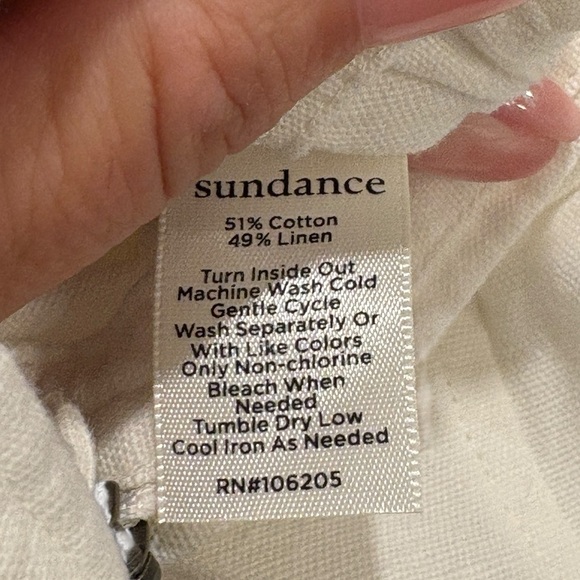 sundance
51% Cotton
49% Linen
Turn Inside Out
Machine Wash Cold
Gentle Cycle
Wash Separately Or
With Like Colors
Only Non-chlorine
Bleach When
Needed
Tumble Dry Low
Cool Iron As Needed
RN#106205